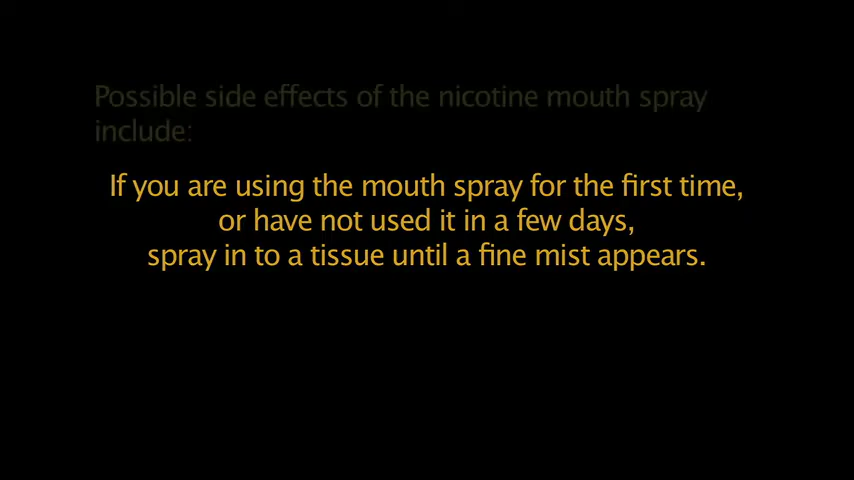 Possible side effects of the nicotine mouth spray
include:
If you are using the mouth spray for the first time,
or have not used it in a few days,
spray in to a tissue until a fine mist appears.